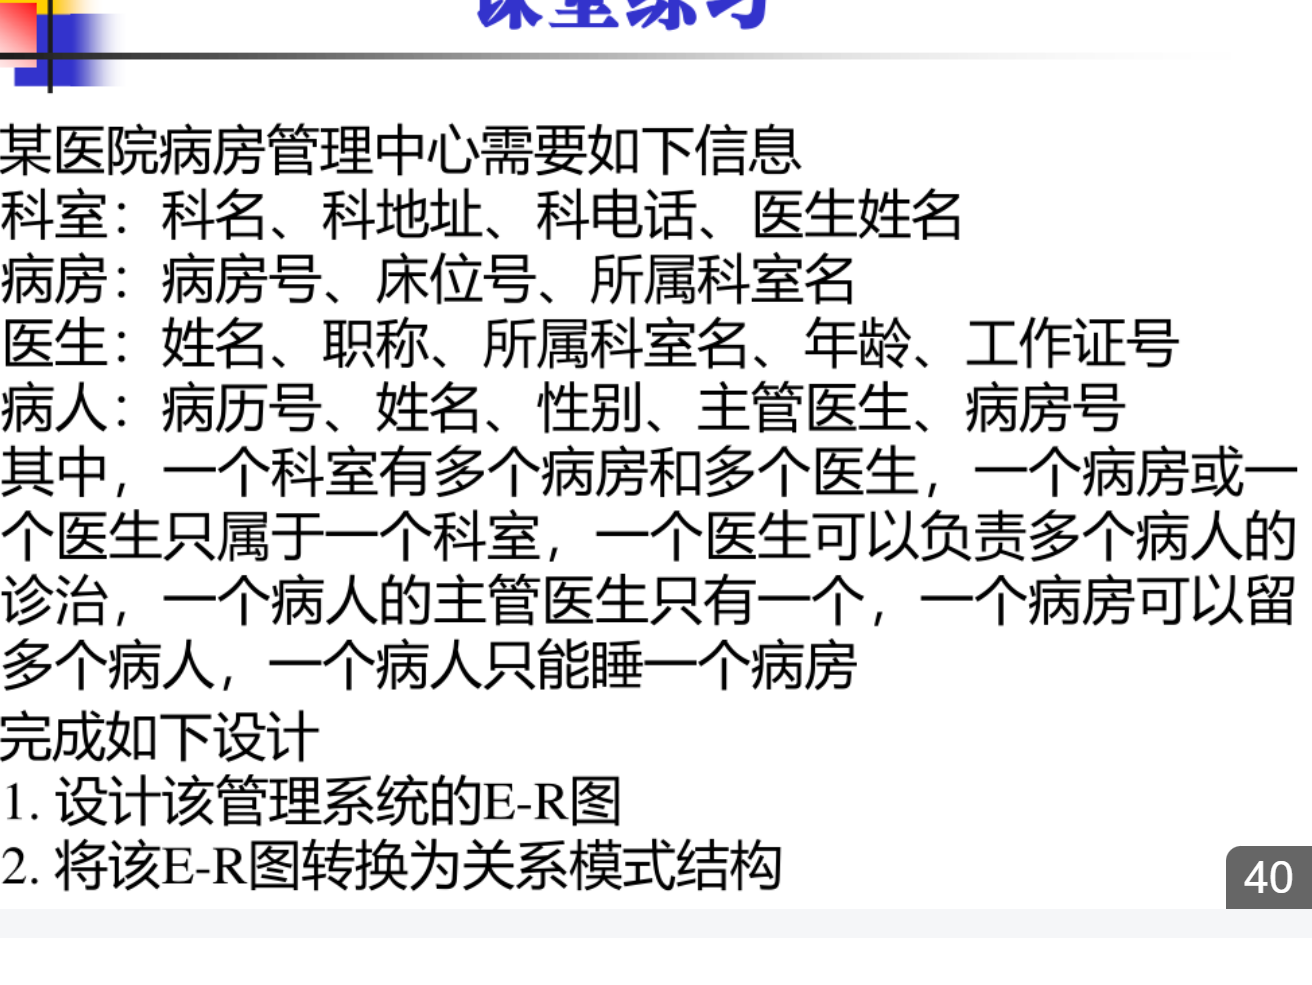 课堂练习
某医院病房管理中心需要如下信息
科室：科名、科地址、科电话、医生姓名
病房：病房号、床位号、所属科室名
医生：姓名、职称、所属科室名、年龄、工作证号
病人：病历号、姓名、性别、主管医生、病房号
其中，一个科室有多个病房和多个医生，一个病房或一
个医生只属于一个科室，一个医生可以负责多个病人的
诊治，一个病人的主管医生只有一个，一个病房可以留
多个病人，一个病人只能睡一个病房
完成如下设计
1. 设计该管理系统的E-R图
2. 将该E-R图转换为关系模式结构
40